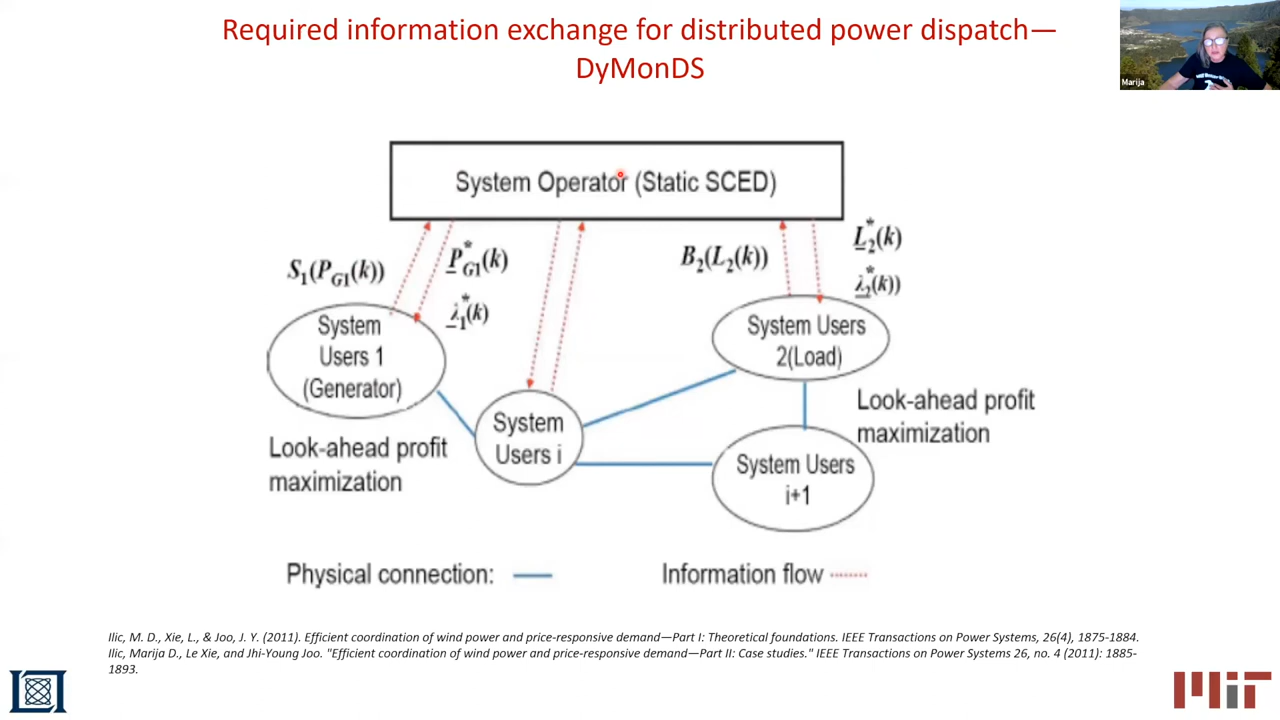 Required information exchange for distributed power dispatch—
DyMonDS
Marija
System Operator (Static SCED)
S₁(P_G1(k))
P*_G1(k)
λ*₁(k)
B₂(L₂(k))
L*₂(k)
λ*₂(k))
System
Users 1
(Generator)
Look-ahead profit
maximization
System
Users i
System Users
2(Load)
Look-ahead profit
maximization
System Users
i+1
Physical connection:
Information flow
Ilic, M. D., Xie, L., & Joo, J. Y. (2011). Efficient coordination of wind power and price-responsive demand—Part I: Theoretical foundations. IEEE Transactions on Power Systems, 26(4), 1875-1884.
Ilic, Marija D., Le Xie, and Jhi-Young Joo. "Efficient coordination of wind power and price-responsive demand—Part II: Case studies." IEEE Transactions on Power Systems 26, no. 4 (2011): 1885-
1893.
MIT